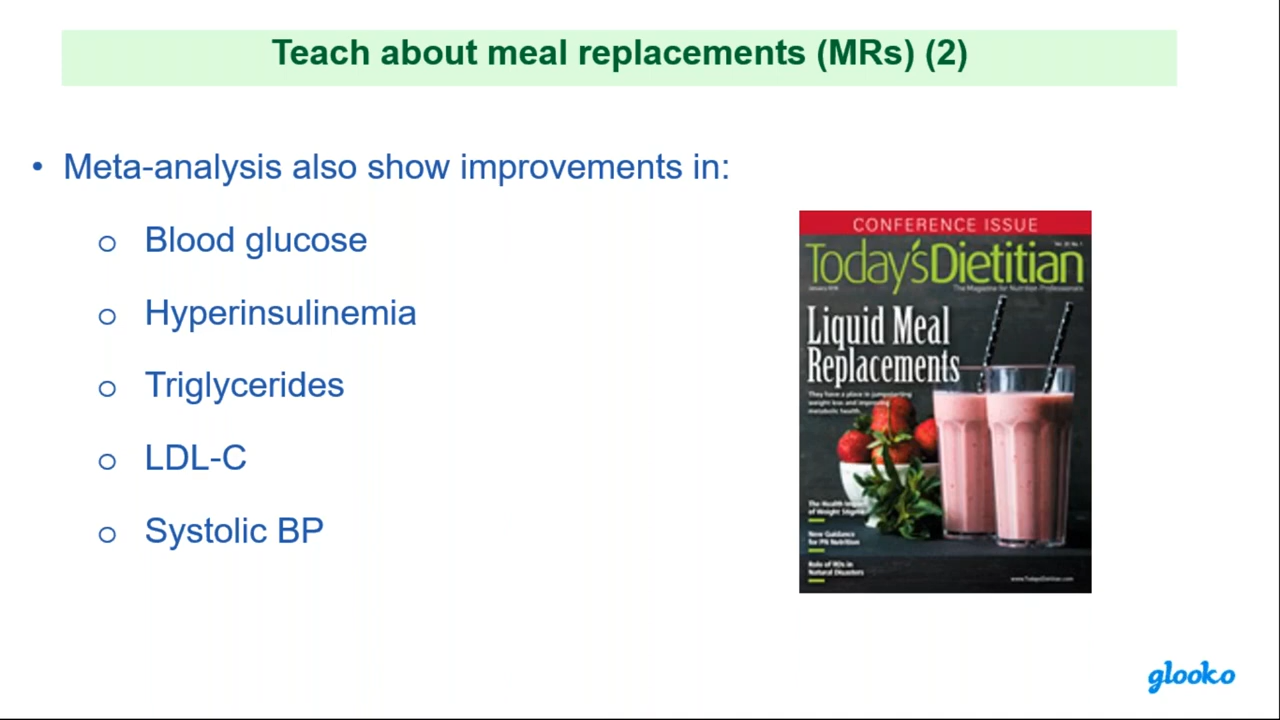 Teach about meal replacements (MRs) (2)
• Meta-analysis also show improvements in:
o Blood glucose
o Hyperinsulinemia
o Triglycerides
o LDL-C
o Systolic BP
CONFERENCE ISSUE
Today'sDietitian
The Magazine for Nutrition Professionals
Liquid Meal
Replacements
They have a place in jumpstarting
weight loss and improving
metabolic health.
The Health Impact
of Weight Stigma
New Guidance
for PN Nutrition
Role of RDs in
Natural Disasters
www.TodaysDietitian.com
glooko